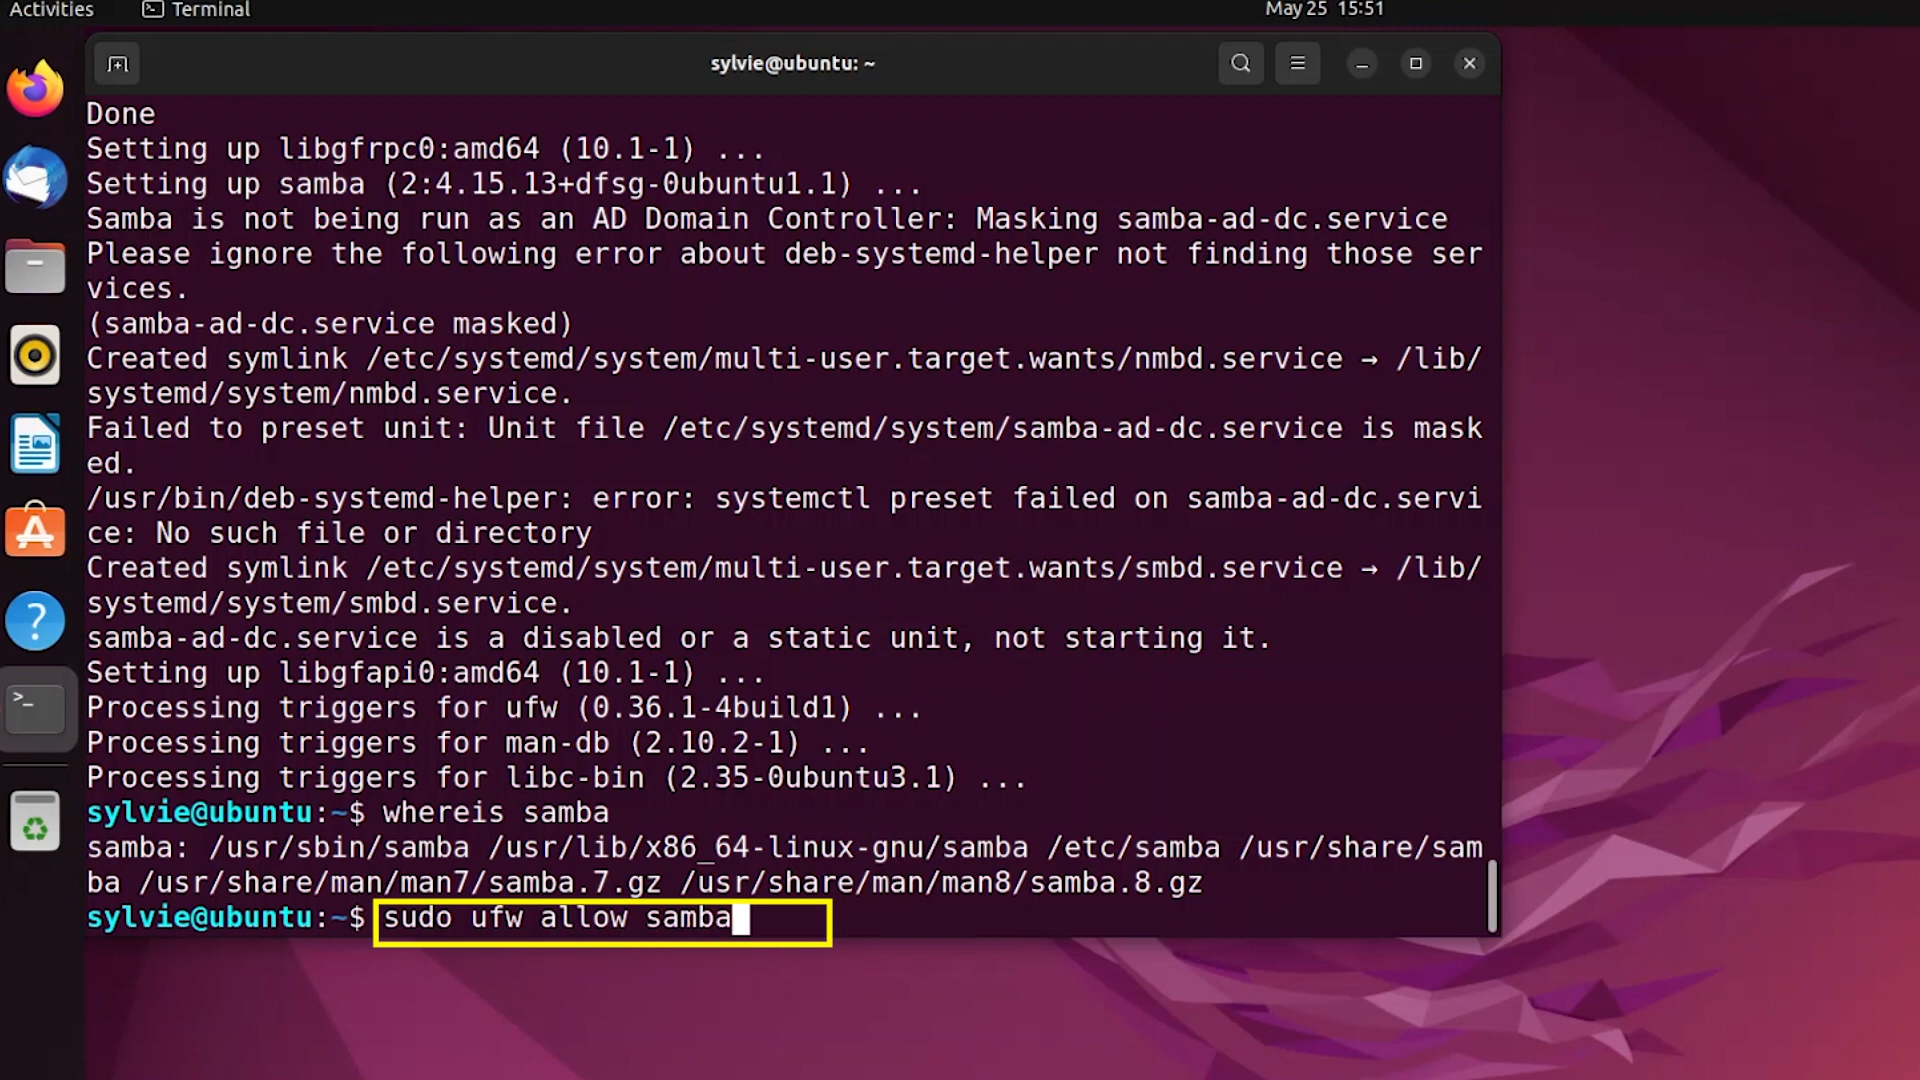 Activities Terminal May 25 15:51
sylvie@ubuntu: ~
Done
Setting up libgfrpc0:amd64 (10.1-1) ...
Setting up samba (2:4.15.13+dfsg-0ubuntu1.1) ...
Samba is not being run as an AD Domain Controller: Masking samba-ad-dc.service
Please ignore the following error about deb-systemd-helper not finding those ser
vices.
(samba-ad-dc.service masked)
Created symlink /etc/systemd/system/multi-user.target.wants/nmbd.service → /lib/
systemd/system/nmbd.service.
Failed to preset unit: Unit file /etc/systemd/system/samba-ad-dc.service is mask
ed.
/usr/bin/deb-systemd-helper: error: systemctl preset failed on samba-ad-dc.servi
ce: No such file or directory
Created symlink /etc/systemd/system/multi-user.target.wants/smbd.service → /lib/
systemd/system/smbd.service.
samba-ad-dc.service is a disabled or a static unit, not starting it.
Setting up libgfapi0:amd64 (10.1-1) ...
Processing triggers for ufw (0.36.1-4build1) ...
Processing triggers for man-db (2.10.2-1) ...
Processing triggers for libc-bin (2.35-0ubuntu3.1) ...
sylvie@ubuntu:~$ whereis samba
samba: /usr/sbin/samba /usr/lib/x86_64-linux-gnu/samba /etc/samba /usr/share/sam
ba /usr/share/man/man7/samba.7.gz /usr/share/man/man8/samba.8.gz
sylvie@ubuntu:~$ sudo ufw allow samba